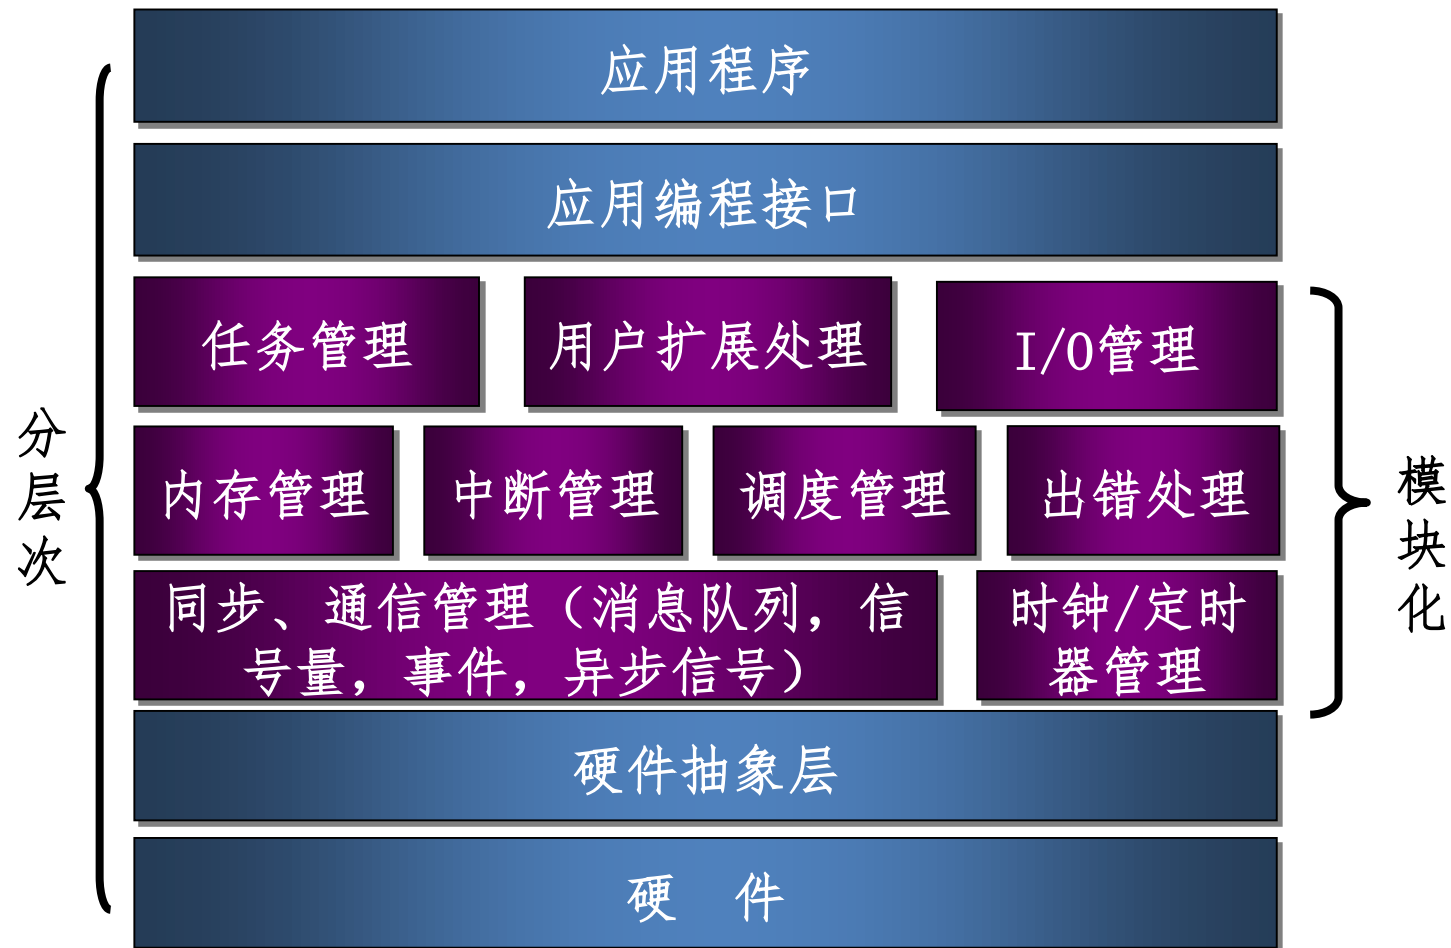 应用程序
应用编程接口
任务管理
用户扩展处理
I/O管理
分层次
内存管理
中断管理
调度管理
出错处理
模块化
同步、通信管理（消息队列，信
号量，事件，异步信号）
时钟/定时
器管理
硬件抽象层
硬 件